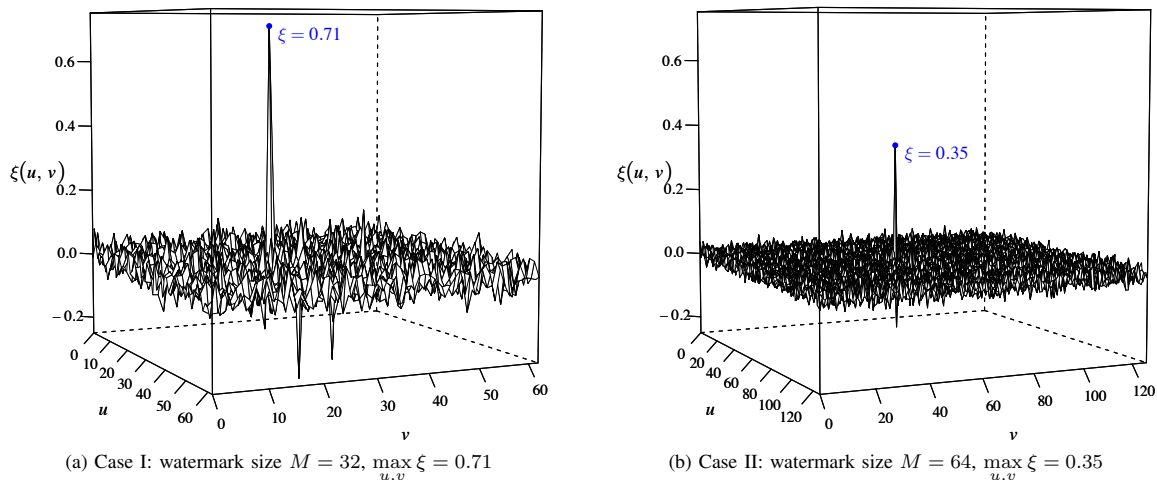 ξ = 0.71
0.6
0.4
ξ(u, v)
0.2
0.0
−0.2
0 10 20 30 40 50 60
u
0 10 20 30 40 50 60
v
(a) Case I: watermark size M = 32, max ξ = 0.71
u,v
0.6
0.4
ξ = 0.35
ξ(u, v)
0.2
0.0
−0.2
0 20 40 60 80 100 120
u
0 20 40 60 80 100 120
v
(b) Case II: watermark size M = 64, max ξ = 0.35
u,v